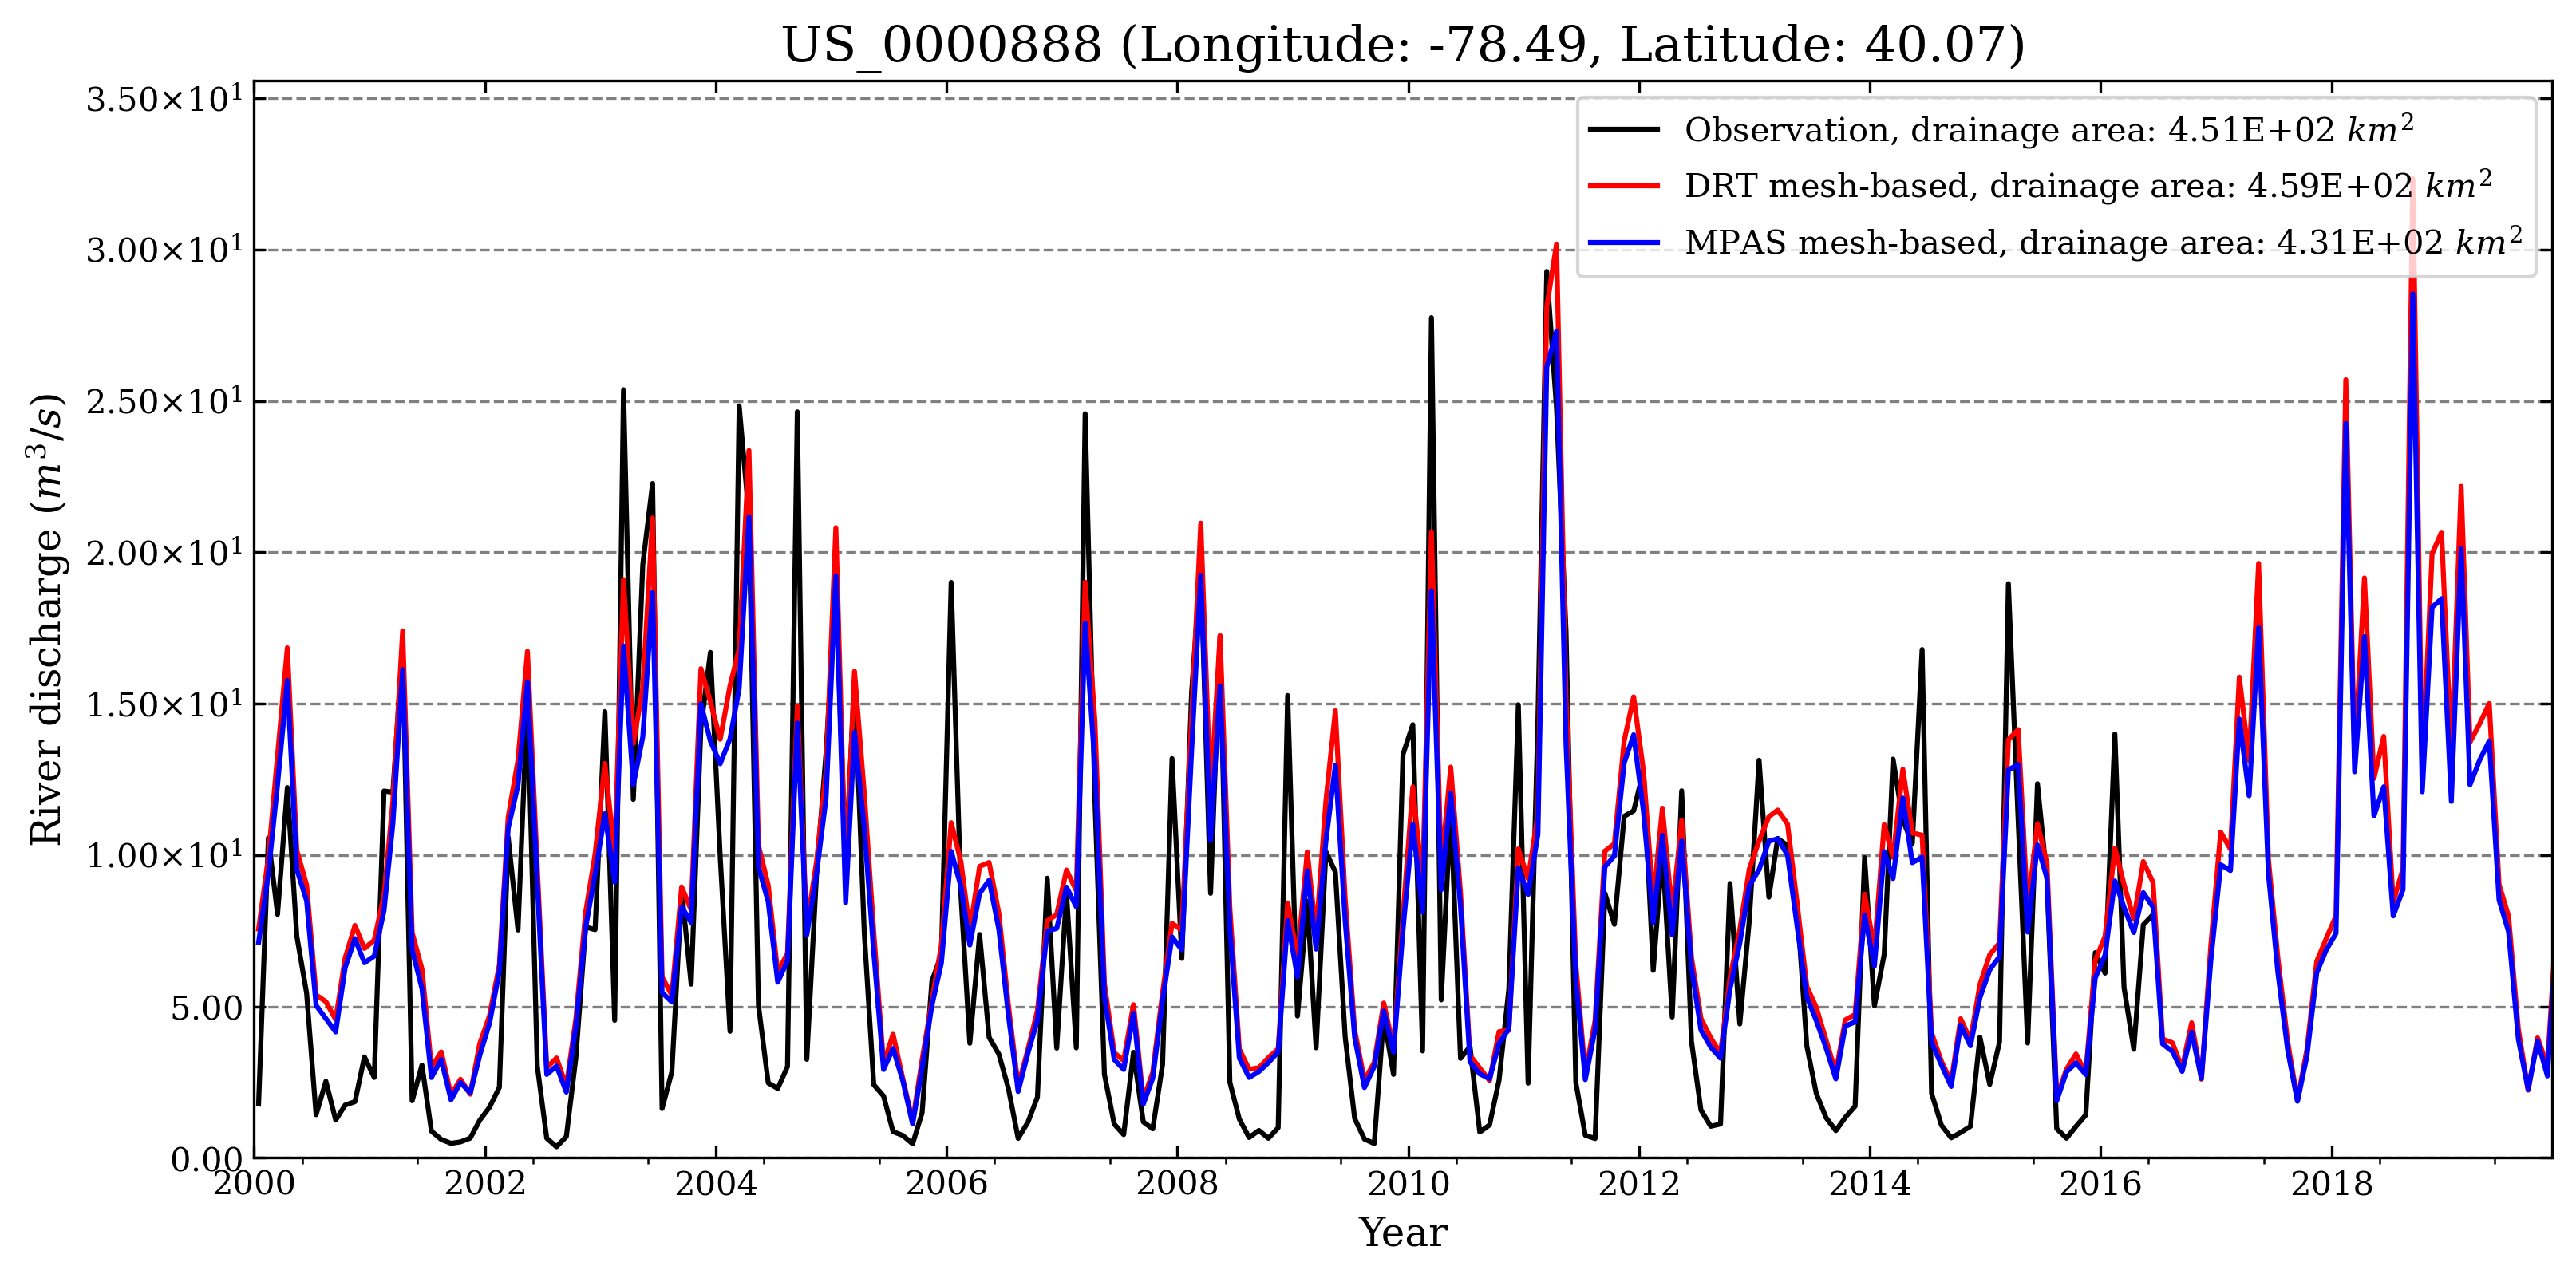 US_0000888 (Longitude: -78.49, Latitude: 40.07)
3.50×10¹
3.00×10¹
2.50×10¹
2.00×10¹
1.50×10¹
1.00×10¹
5.00
0.00
River discharge (m³/s)
Observation, drainage area: 4.51E+02 km²
DRT mesh-based, drainage area: 4.59E+02 km²
MPAS mesh-based, drainage area: 4.31E+02 km²
2000 2002 2004 2006 2008 2010 2012 2014 2016 2018
Year